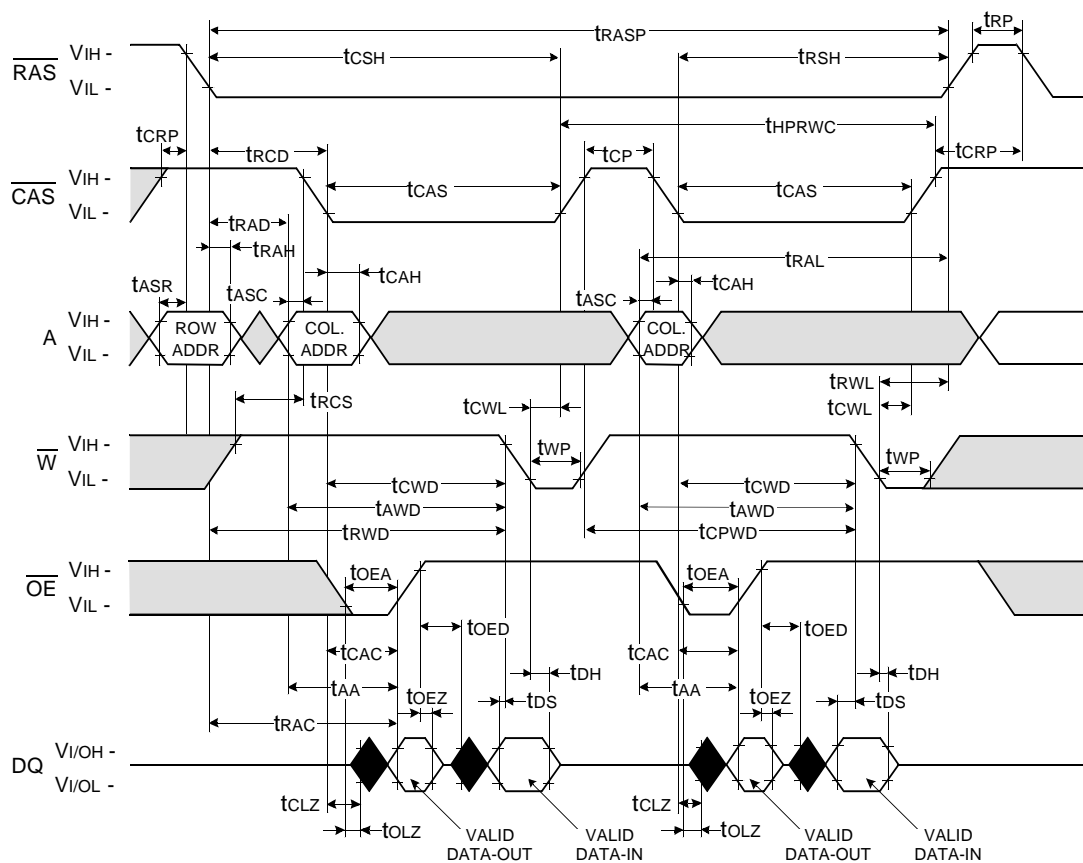 tRASP
tRP
tCSH
tRSH
RAS
VIH -
VIL -
tHPRWC
tCRP
tRCD
tCP
tCRP
CAS
VIH -
VIL -
tCAS
tCAS
tRAD
tRAH
tCAH
tRAL
tCAH
tASR
tASC
tASC
A
VIH -
VIL -
ROW
ADDR
COL.
ADDR
COL.
ADDR
tRCS
tCWL
tRWL
tCWL
W
VIH -
VIL -
tWP
tWP
tCWD
tCWD
tAWD
tAWD
tRWD
tCPWD
OE
VIH -
VIL -
tOEA
tOEA
tOED
tOED
tCAC
tCAC
tDH
tDH
tAA
tAA
tOEZ
tOEZ
tDS
tDS
tRAC
DQ
VI/OH -
VI/OL -
tCLZ
tCLZ
tOLZ
tOLZ
VALID
DATA-OUT
VALID
DATA-IN
VALID
DATA-OUT
VALID
DATA-IN